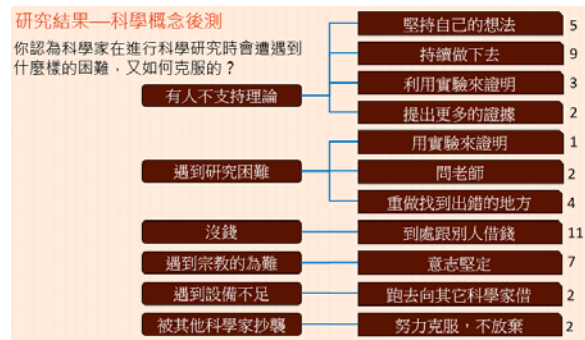 研究結果—科學概念後測
你認為科學家在進行科學研究時會遭遇到
什麼樣的困難，又如何克服的？
有人不支持理論
堅持自己的想法 5
持續做下去 9
利用實驗來證明 3
提出更多的證據 2
遇到研究困難
用實驗來證明 1
問老師 2
重做找到出錯的地方 4
沒錢
到處跟別人借錢 11
遇到宗教的為難
意志堅定 7
遇到設備不足
跑去向其它科學家借 2
被其他科學家抄襲
努力克服，不放棄 2